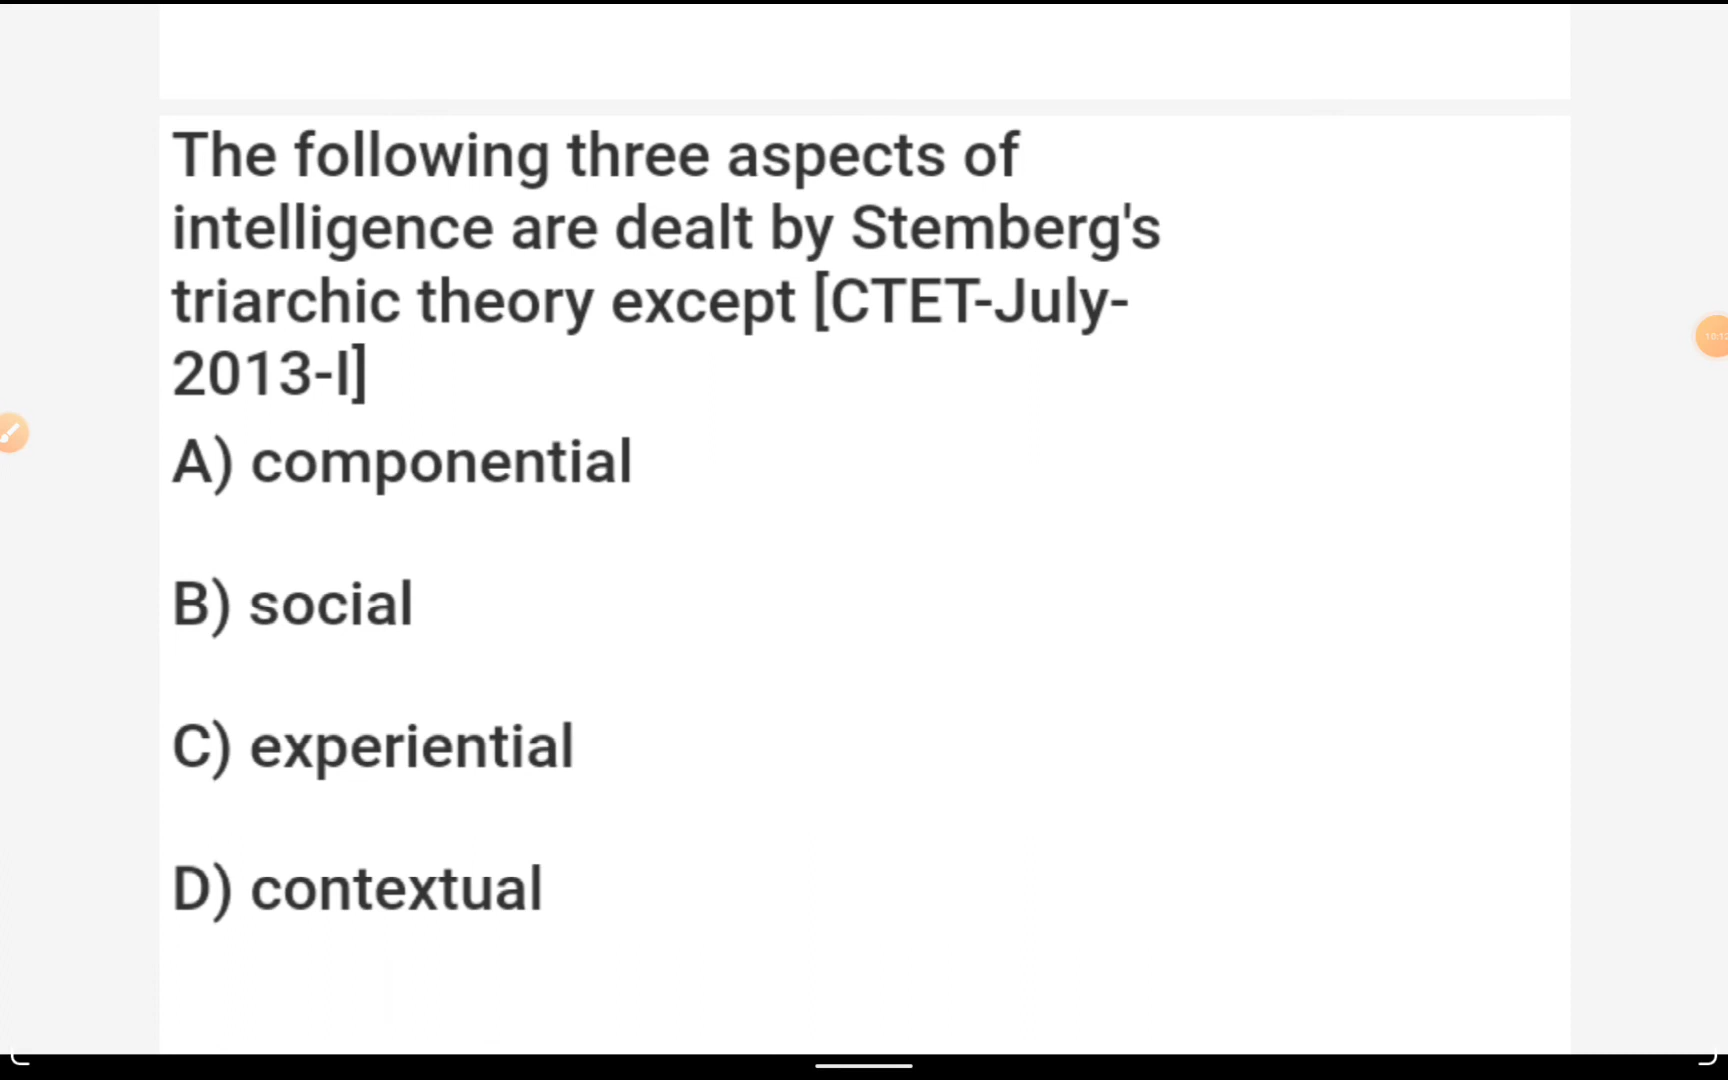 The following three aspects of
intelligence are dealt by Stemberg's
triarchic theory except [CTET-July-
2013-I]
A) componential
B) social
C) experiential
D) contextual